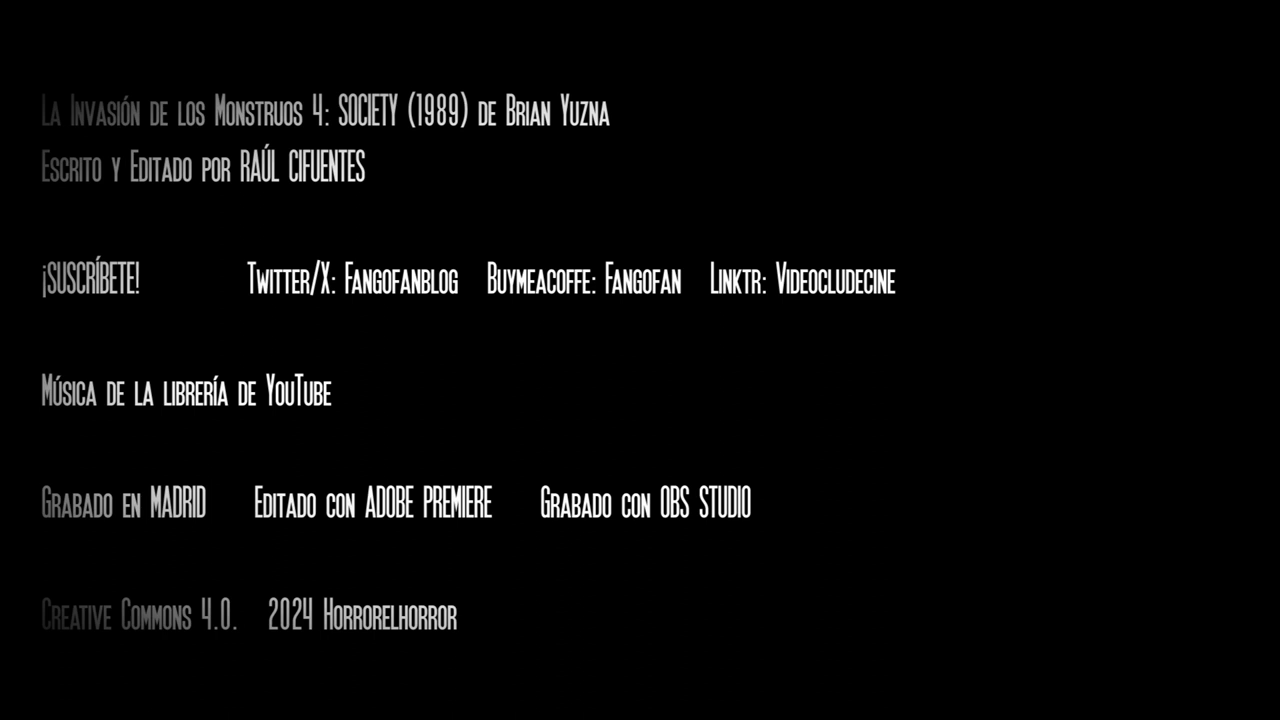 La Invasión de los Monstruos 4: SOCIETY (1989) de Brian Yuzna
Escrito y Editado por RAÚL CIFUENTES
¡SUSCRÍBETE! Twitter/X: Fangofanblog Buymeacoffe: Fangofan Linktr: Videocludecine
Música de la librería de YouTube
Grabado en MADRID Editado con ADOBE PREMIERE Grabado con OBS STUDIO
Creative Commons 4.0. 2024 Horrorelhorror